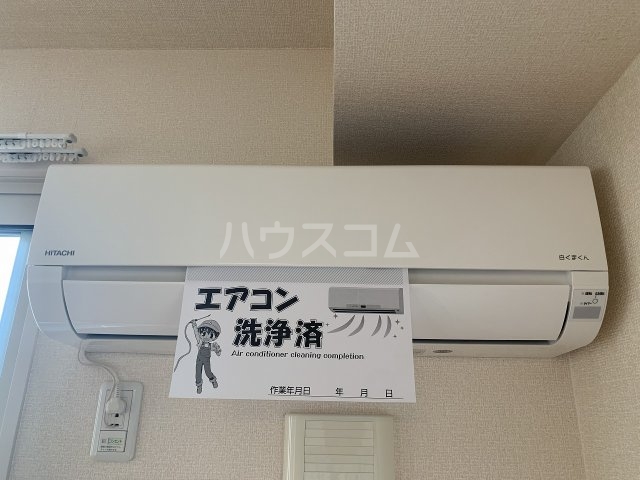 ハウスコム
HITACHI
白くまくん
エアコン
洗浄済
Air conditioner cleaning completion
作業年月日　　年　月　日